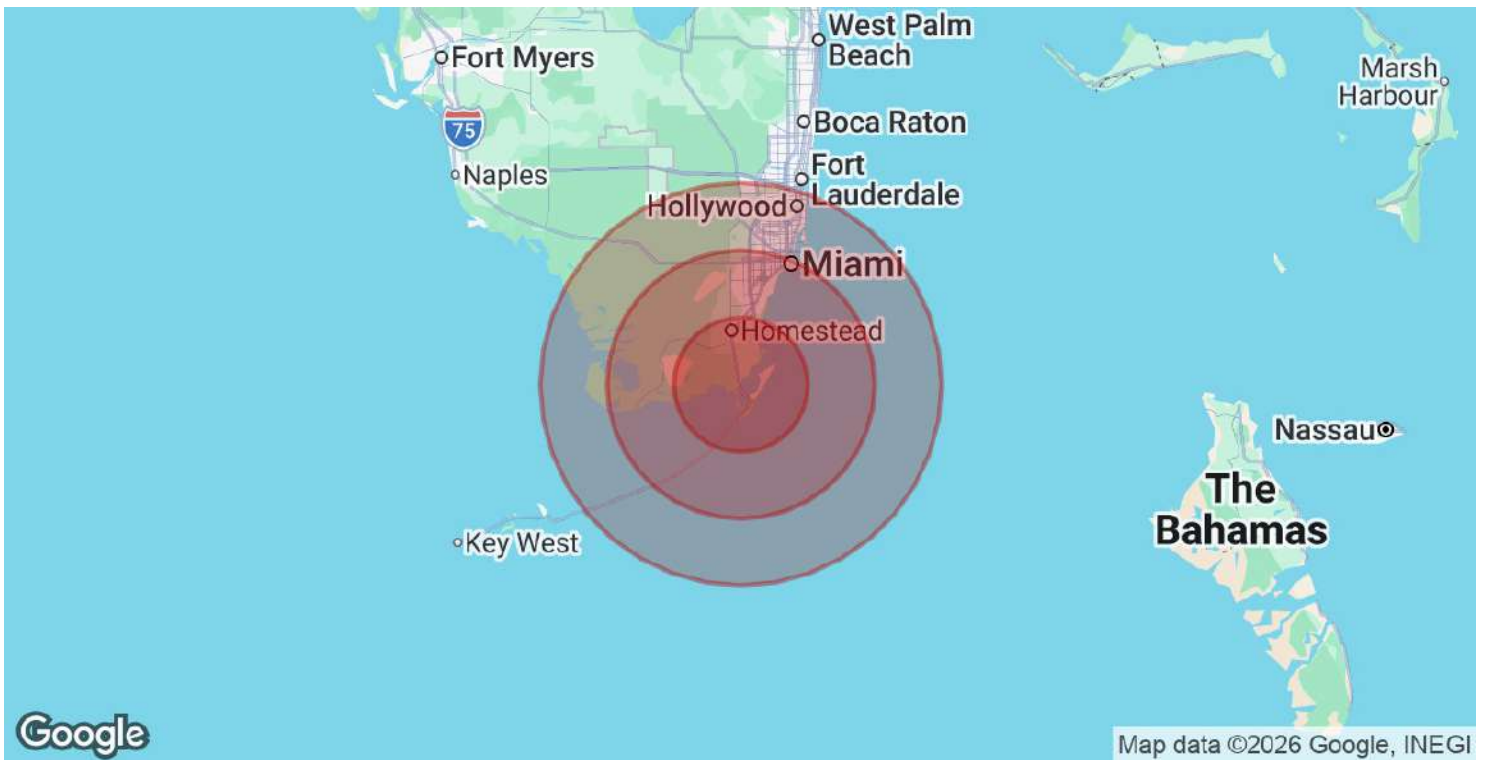 West Palm
Beach
Fort Myers
Marsh
Harbour
75
Boca Raton
Naples
Fort
Lauderdale
Hollywood
Miami
Homestead
Nassau
The
Bahamas
Key West
Google
Map data ©2026 Google, INEGI